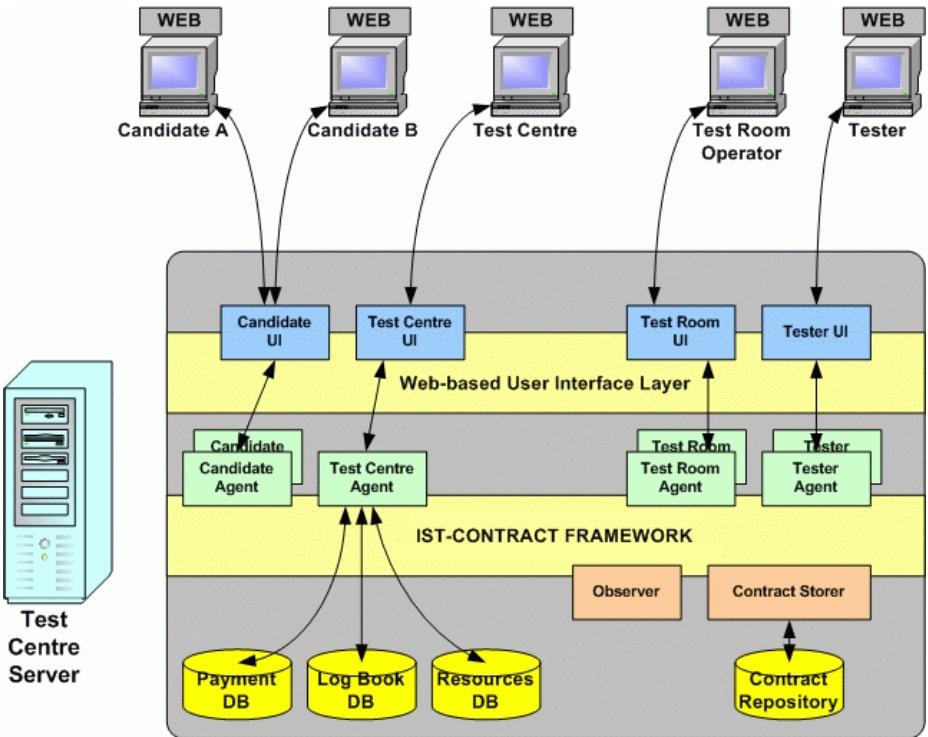 WEB
WEB
WEB
WEB
WEB
Candidate A
Candidate B
Test Centre
Test Room
Operator
Tester
Candidate
UI
Test Centre
UI
Test Room
UI
Tester UI
Web-based User Interface Layer
Candidate
Candidate
Agent
Test Centre
Agent
Test Room
Test Room
Agent
Tester
Tester
Agent
IST-CONTRACT FRAMEWORK
Observer
Contract Storer
Test
Centre
Server
Payment
DB
Log Book
DB
Resources
DB
Contract
Repository